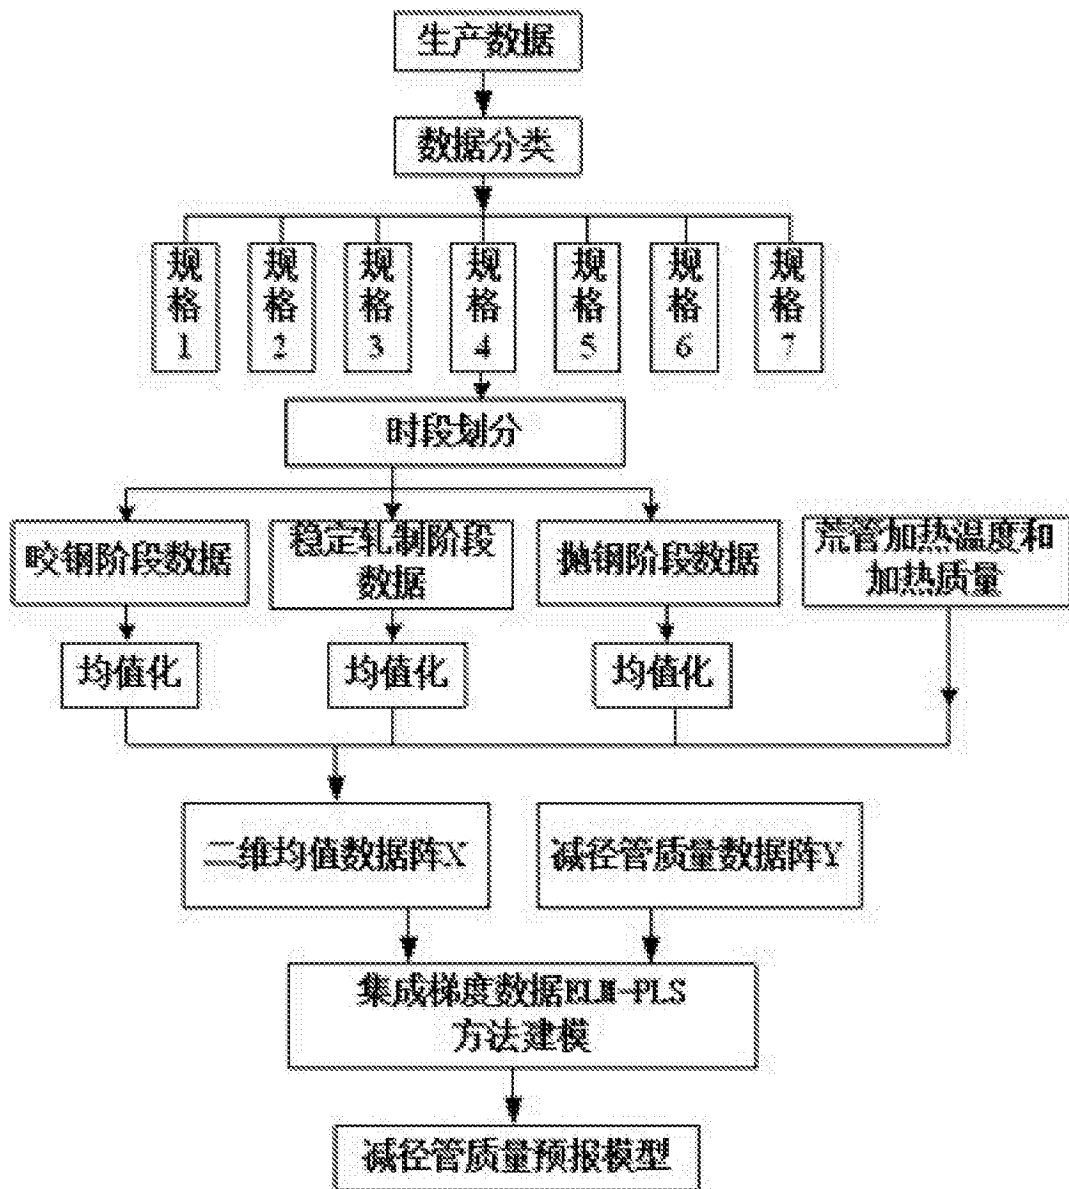 生产数据
数据分类
规格1
规格2
规格3
规格4
规格5
规格6
规格7
时段划分
咬钢阶段数据
稳定轧制阶段
数据
抛钢阶段数据
荒管加热温度和
加热质量
均值化
均值化
均值化
二维均值数据阵X
减径管质量数据阵Y
集成梯度数据ELM-PLS
方法建模
减径管质量预报模型